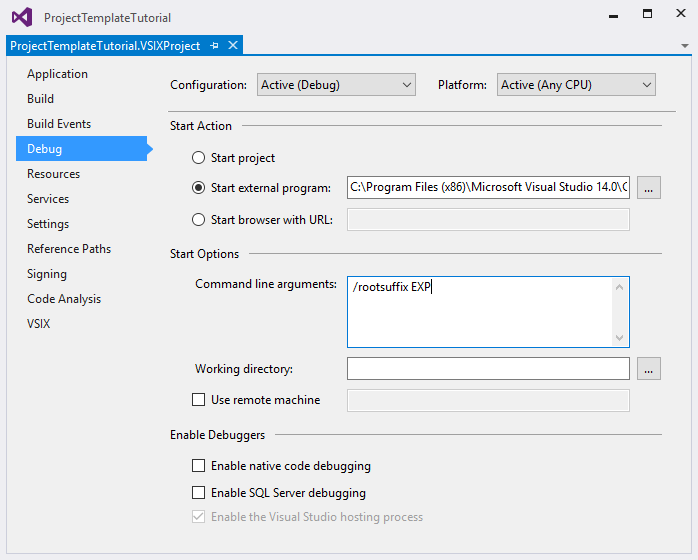 ProjectTemplateTutorial
ProjectTemplateTutorial.VSIXProject
Application
Build
Build Events
Debug
Resources
Services
Settings
Reference Paths
Signing
Code Analysis
VSIX
Configuration: Active (Debug) Platform: Active (Any CPU)
Start Action
Start project
Start external program: C:\Program Files (x86)\Microsoft Visual Studio 14.0\C ...
Start browser with URL:
Start Options
Command line arguments: /rootsuffix EXP
Working directory: ...
Use remote machine
Enable Debuggers
Enable native code debugging
Enable SQL Server debugging
Enable the Visual Studio hosting process